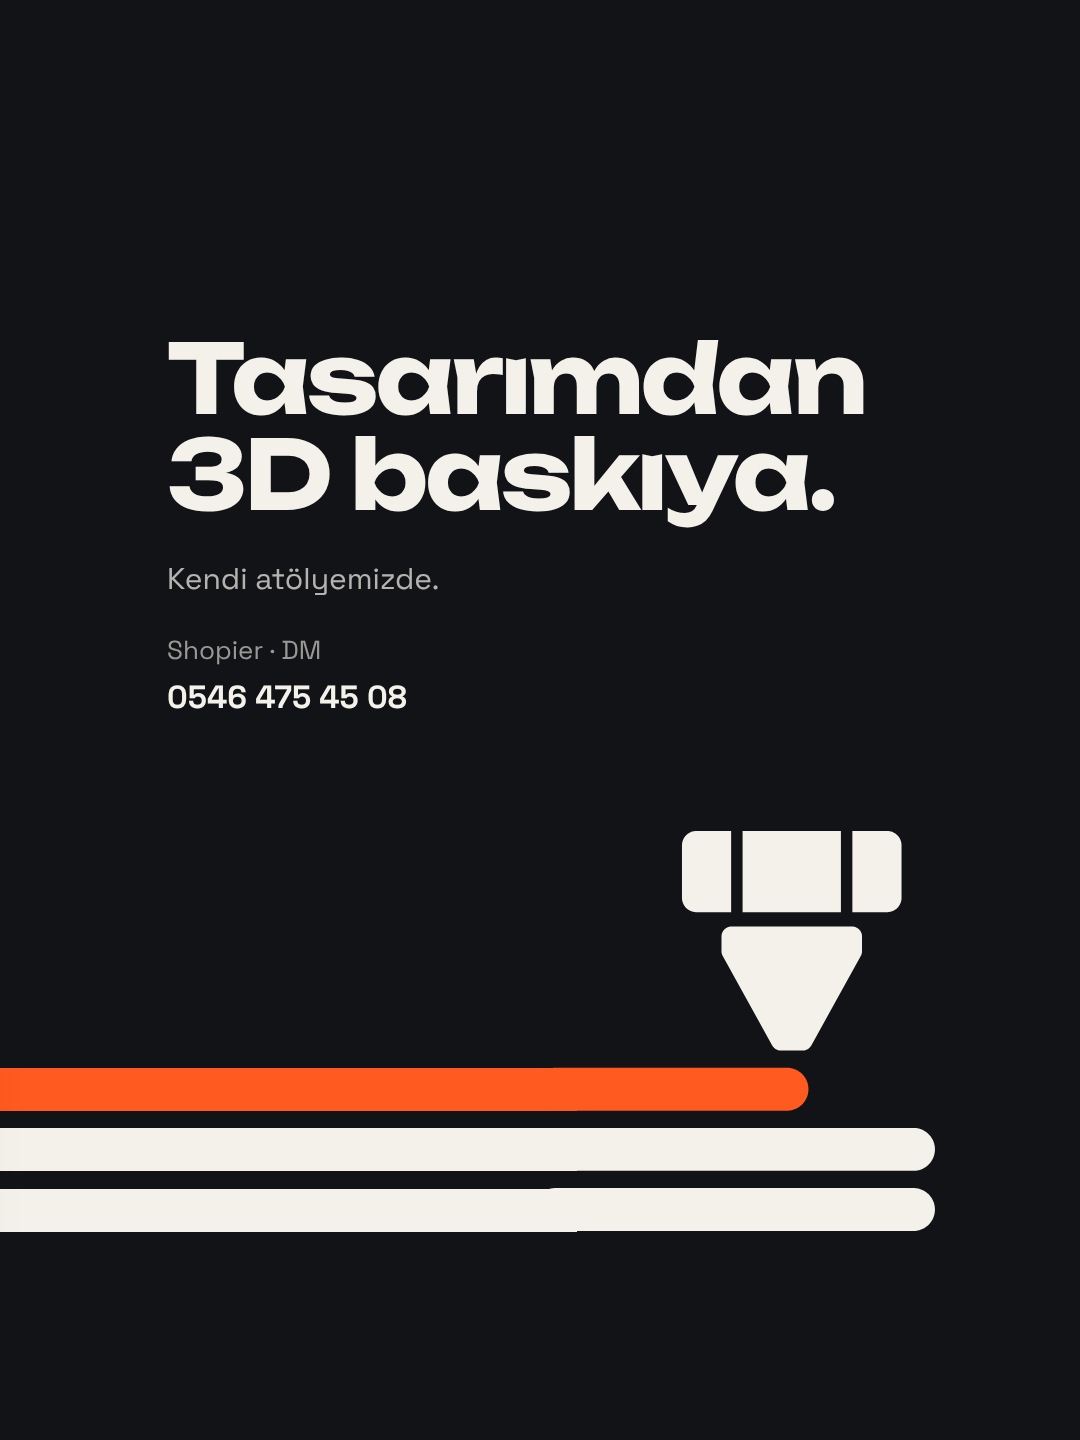 Tasarımdan
3D baskıya.
Kendi atölyemizde.
Shopier · DM
0546 475 45 08